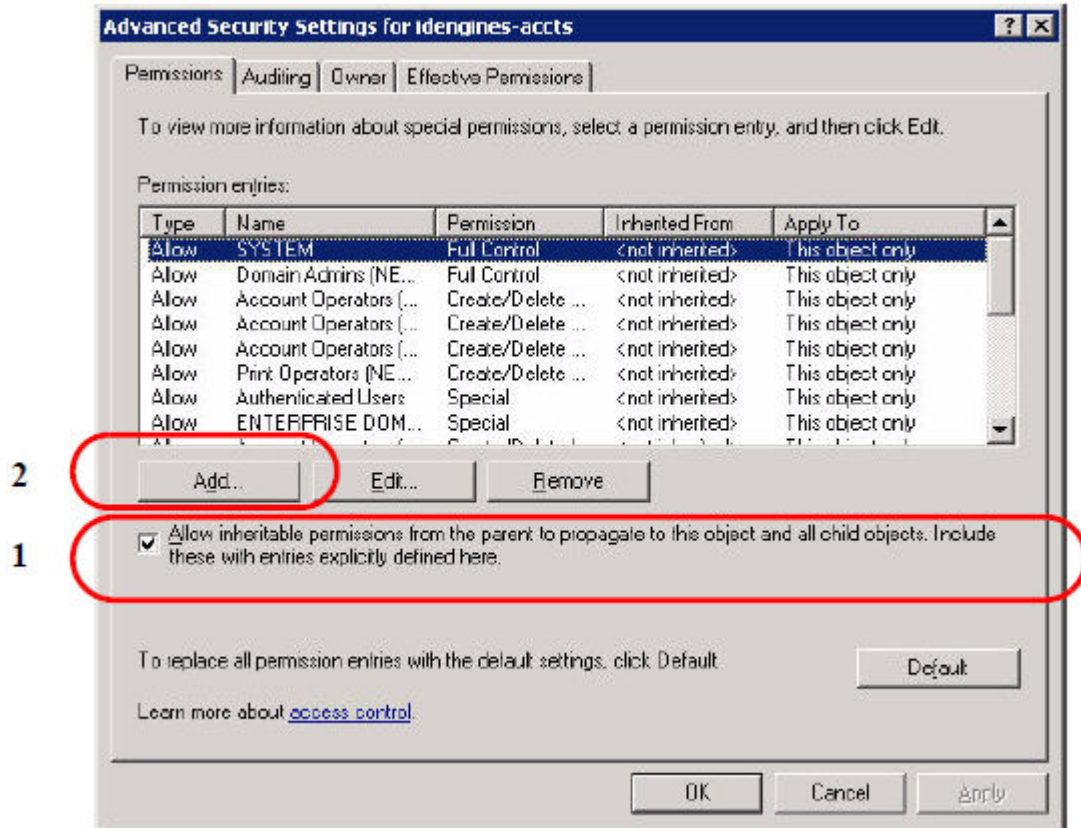 Advanced Security Settings for idengines-accts
Permissions Auditing Owner Effective Permissions
To view more information about special permissions, select a permission entry, and then click Edit.
Permission entries:
Type Name Permission Inherited From Apply To
Allow SYSTEM Full Control <not inherited> This object only
Allow Domain Admins (NE... Full Control <not inherited> This object only
Allow Account Operators (... Create/Delete ... <not inherited> This object only
Allow Account Operators (... Create/Delete ... <not inherited> This object only
Allow Account Operators (... Create/Delete ... <not inherited> This object only
Allow Print Operators (NE... Create/Delete ... <not inherited> This object only
Allow Authenticated Users Special <not inherited> This object only
Allow ENTERPRISE DOM... Special <not inherited> This object only
2 Add... Edit... Remove
1 Allow inheritable permissions from the parent to propagate to this object and all child objects. Include
these with entries explicitly defined here.
To replace all permission entries with the default settings, click Default
Default
Learn more about access control.
OK Cancel Apply